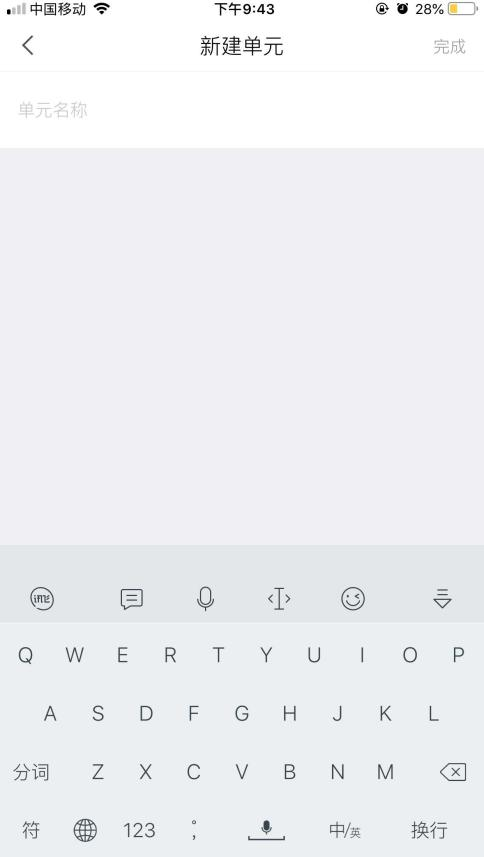 中国移动 下午9:43 28%
新建单元 完成
单元名称
Q W E R T Y U I O P
A S D F G H J K L
分词 Z X C V B N M
符 123 °; 中/英 换行